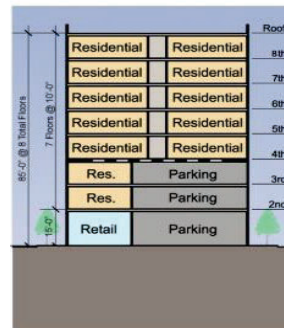 Roof
Residential Residential
8th
Residential Residential
7th
Residential Residential
6th
Residential Residential
5th
Residential Residential
4th
Res. Parking
3rd
Res. Parking
2nd
Retail Parking
85'-0" @ 8 Total Floors
7 Floors @ 10'-0"
15'-0"